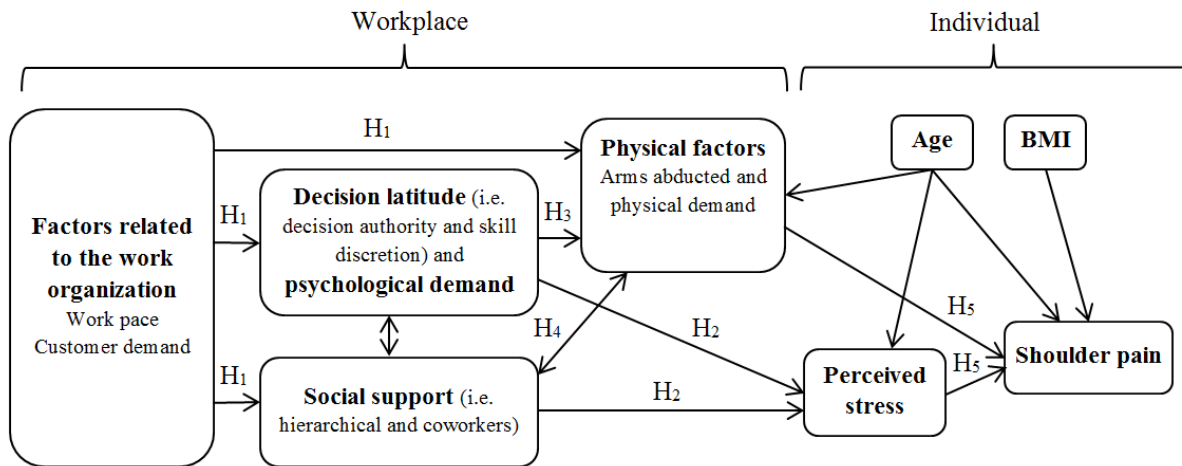 Workplace
Individual
H1
Factors related
to the work
organization
Work pace
Customer demand
H1
H1
Decision latitude (i.e.
decision authority and skill
discretion) and
psychological demand
Social support (i.e.
hierarchical and coworkers)
H3
H4
H2
H2
Physical factors
Arms abducted and
physical demand
Age
BMI
H5
H5
Perceived
stress
Shoulder pain